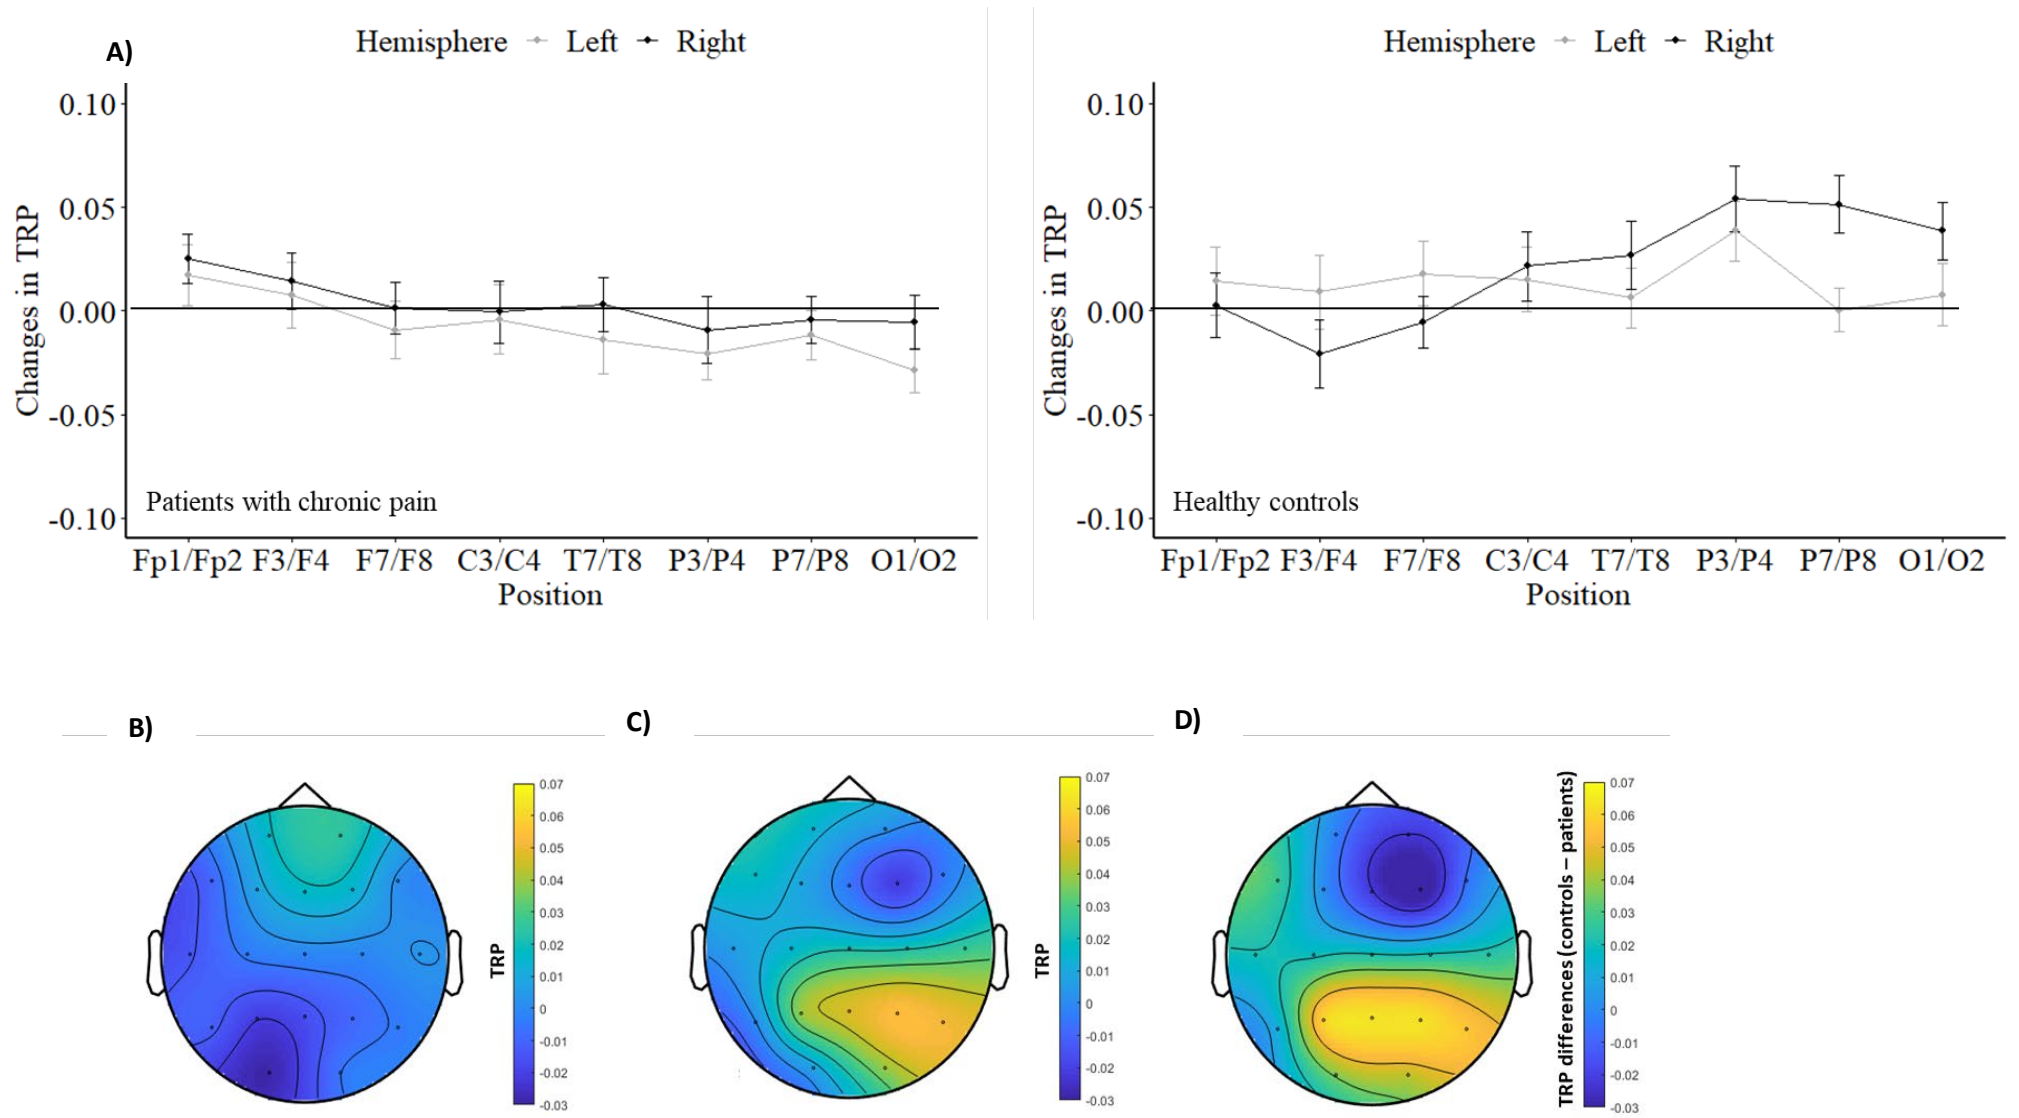 A)
Hemisphere Left Right
0.10
0.05
0.00
-0.05
-0.10
Changes in TRP
Patients with chronic pain
Fp1/Fp2 F3/F4 F7/F8 C3/C4 T7/T8 P3/P4 P7/P8 O1/O2
Position
Hemisphere Left Right
0.10
0.05
0.00
-0.05
-0.10
Changes in TRP
Healthy controls
Fp1/Fp2 F3/F4 F7/F8 C3/C4 T7/T8 P3/P4 P7/P8 O1/O2
Position
B)
TRP
0.07
0.06
0.05
0.04
0.03
0.02
0.01
0
-0.01
-0.02
-0.03
C)
TRP
0.07
0.06
0.05
0.04
0.03
0.02
0.01
0
-0.01
-0.02
-0.03
D)
TRP differences (controls – patients)
0.07
0.06
0.05
0.04
0.03
0.02
0.01
0
-0.01
-0.02
-0.03